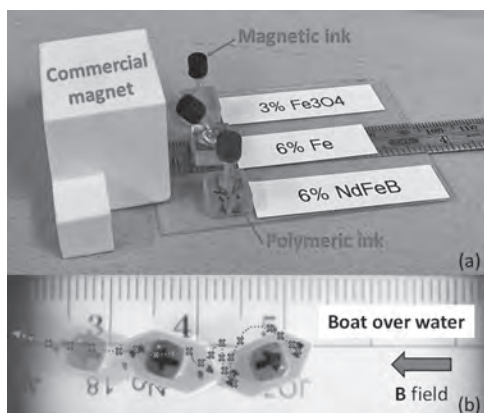 Magnetic ink
Commercial
magnet
3% Fe3O4
6% Fe
6% NdFeB
Polymeric ink
(a)
3 4 5
Boat over water
B field
(b)